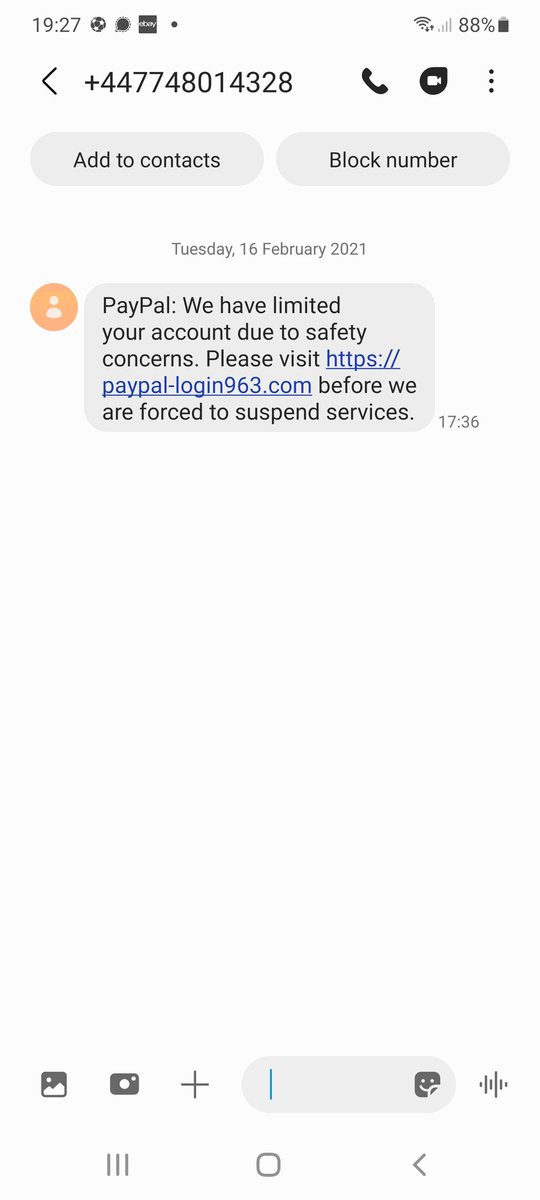 19:27 ebay 88%
+447748014328
Add to contacts
Block number
Tuesday, 16 February 2021
PayPal: We have limited
your account due to safety
concerns. Please visit https://
paypal-login963.com before we
are forced to suspend services.
17:36